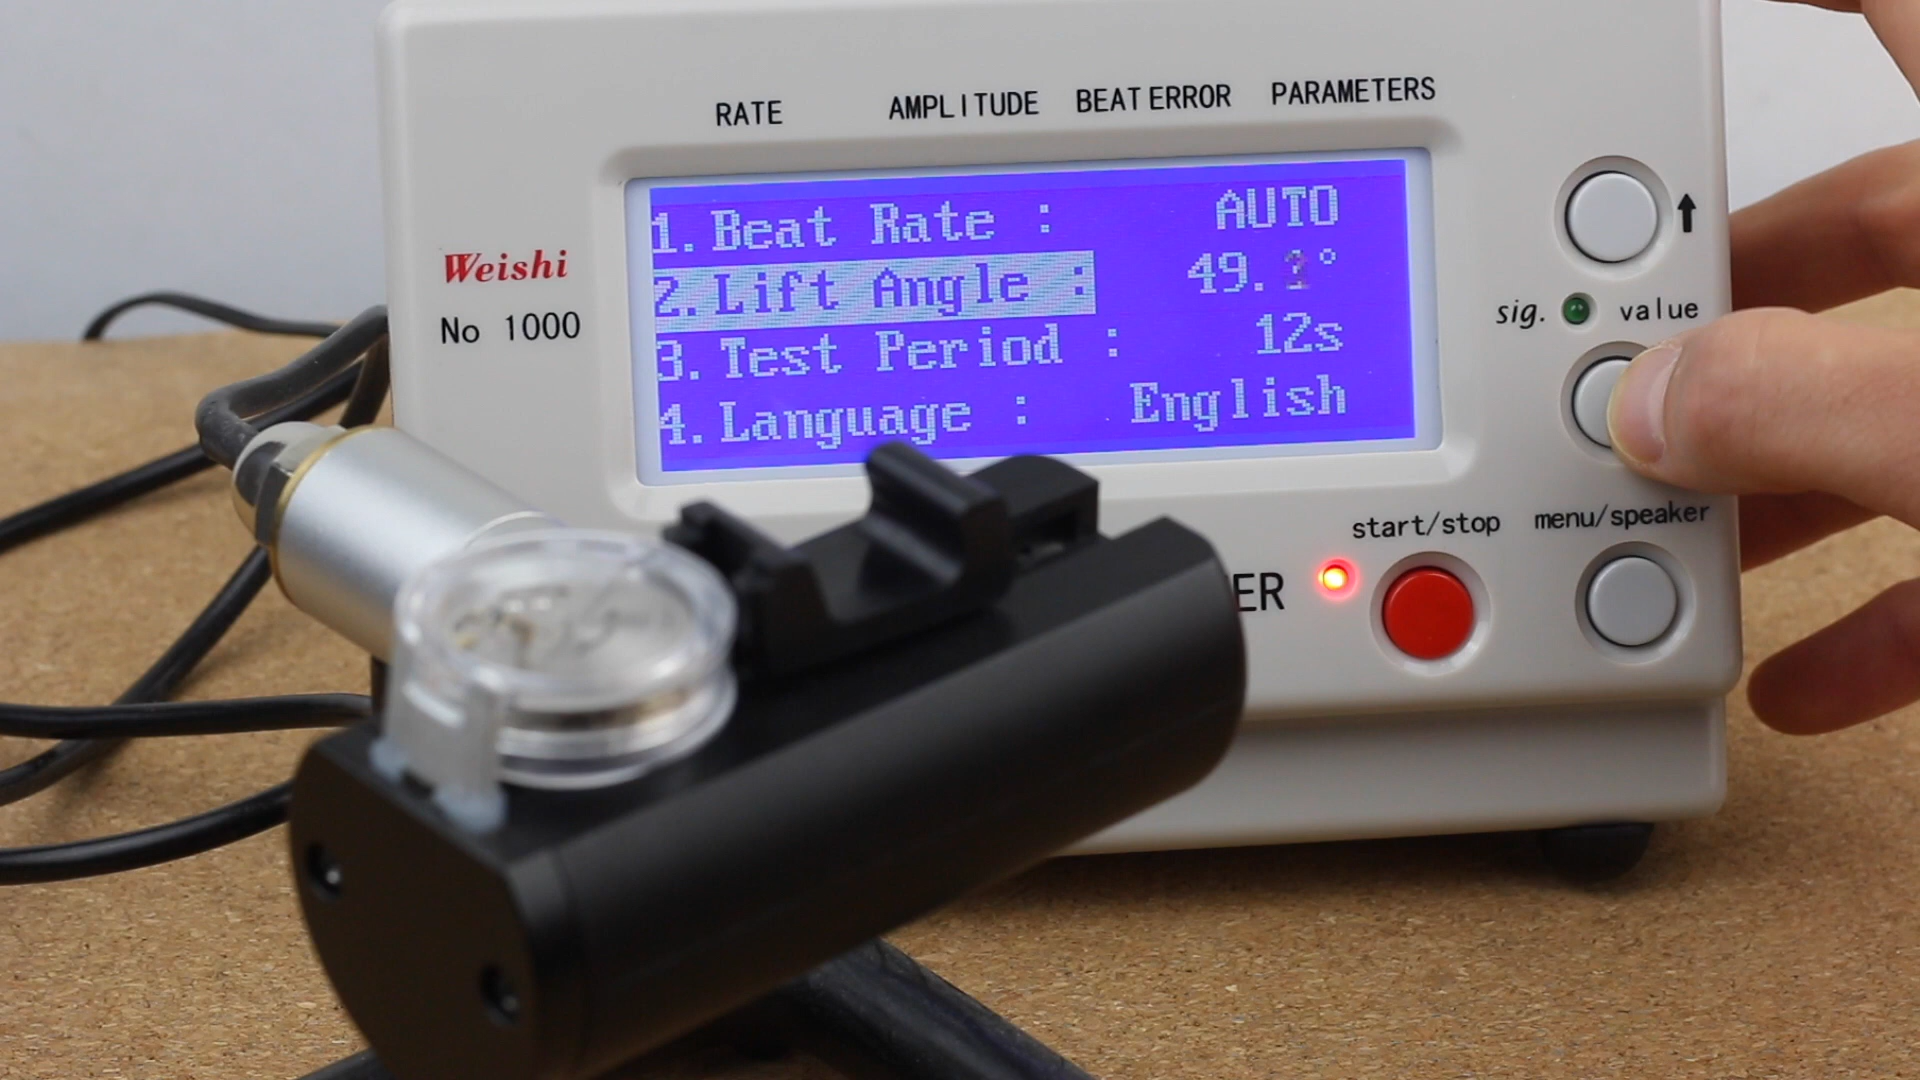 RATE AMPLITUDE BEAT ERROR PARAMETERS
1.Beat Rate : AUTO
2.Lift Angle : 49. °
3.Test Period : 12s
4.Language : English
Weishi
No 1000
sig. value
start/stop menu/speaker